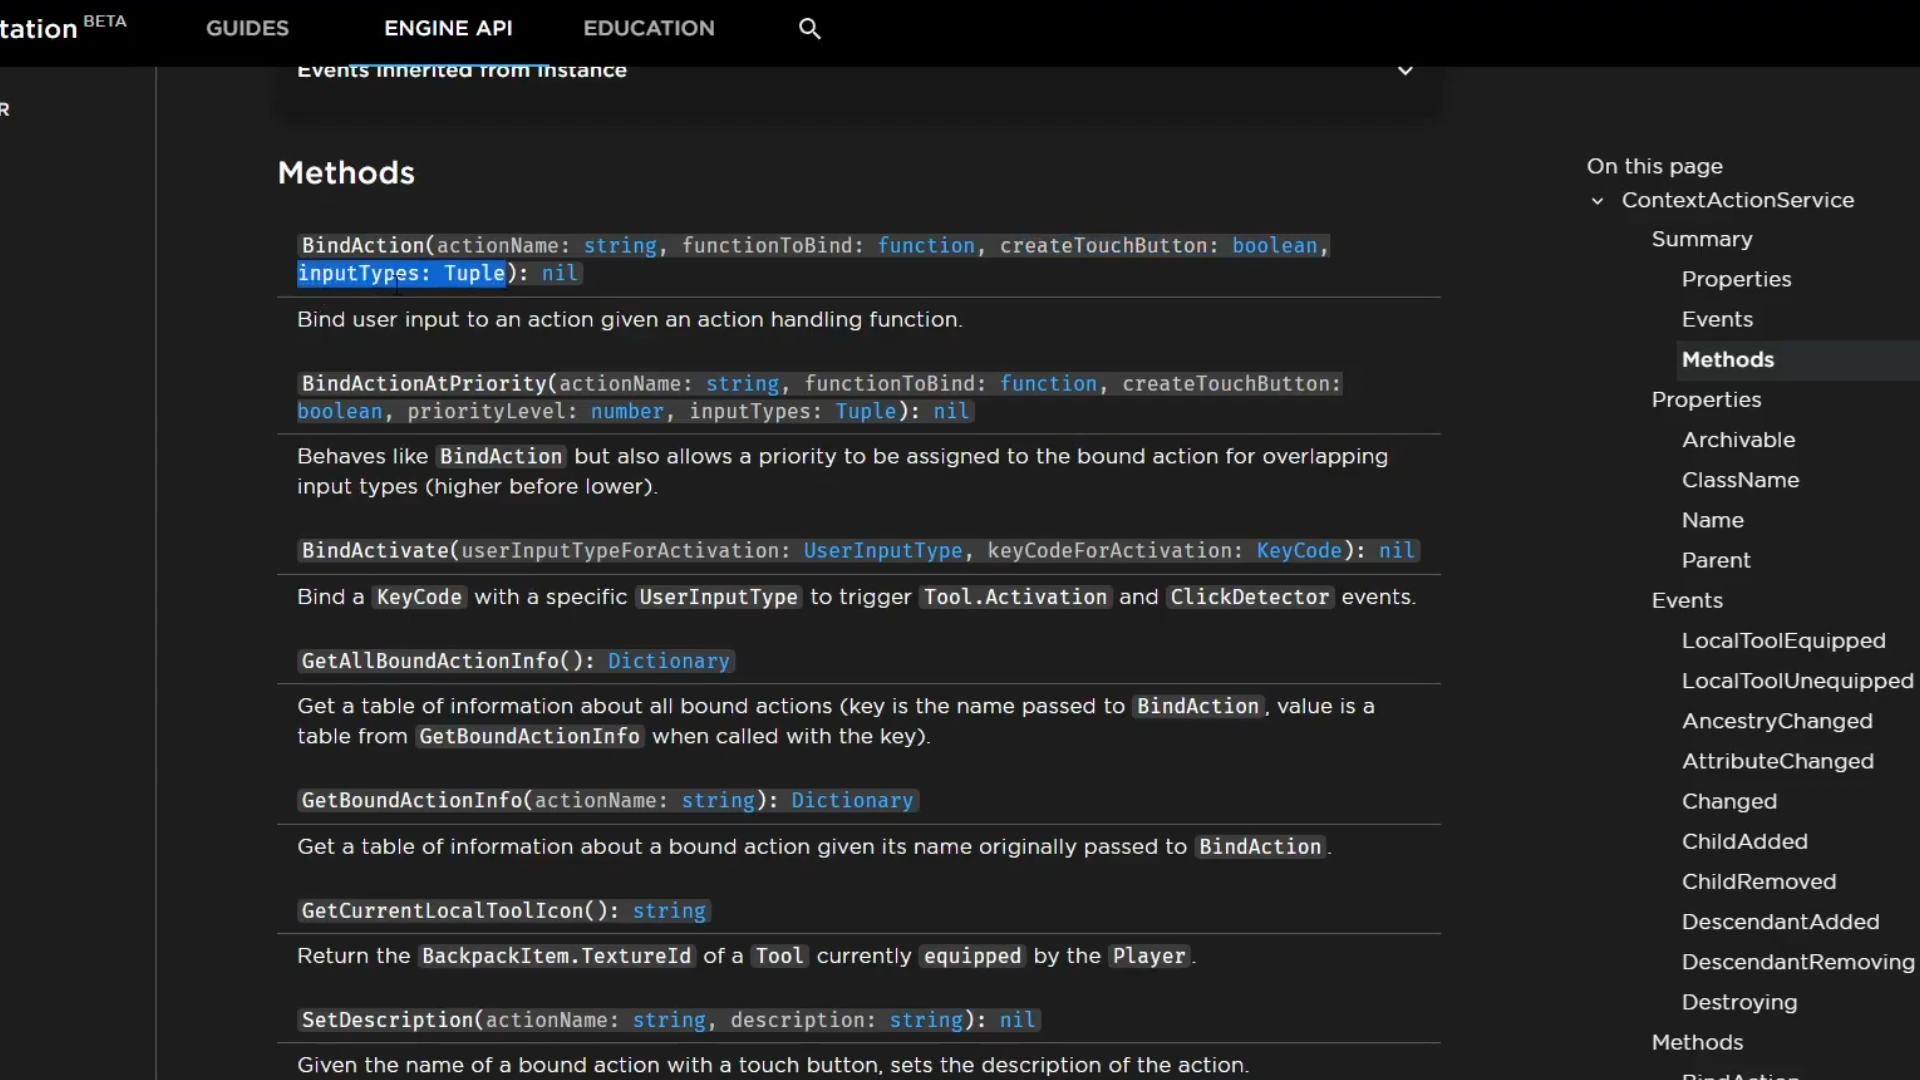 tation BETA
GUIDES
ENGINE API
EDUCATION
R
Events inherited from Instance
Methods
BindAction(actionName: string, functionToBind: function, createTouchButton: boolean,
inputTypes: Tuple): nil
Bind user input to an action given an action handling function.
BindActionAtPriority(actionName: string, functionToBind: function, createTouchButton:
boolean, priorityLevel: number, inputTypes: Tuple): nil
Behaves like BindAction but also allows a priority to be assigned to the bound action for overlapping
input types (higher before lower).
BindActivate(userInputTypeForActivation: UserInputType, keyCodeForActivation: KeyCode): nil
Bind a KeyCode with a specific UserInputType to trigger Tool.Activation and ClickDetector events.
GetAllBoundActionInfo(): Dictionary
Get a table of information about all bound actions (key is the name passed to BindAction, value is a
table from GetBoundActionInfo when called with the key).
GetBoundActionInfo(actionName: string): Dictionary
Get a table of information about a bound action given its name originally passed to BindAction.
GetCurrentLocalToolIcon(): string
Return the BackpackItem.TextureId of a Tool currently equipped by the Player.
SetDescription(actionName: string, description: string): nil
Given the name of a bound action with a touch button, sets the description of the action.
On this page
ContextActionService
Summary
Properties
Events
Methods
Properties
Archivable
ClassName
Name
Parent
Events
LocalToolEquipped
LocalToolUnequipped
AncestryChanged
AttributeChanged
Changed
ChildAdded
ChildRemoved
DescendantAdded
DescendantRemoving
Destroying
Methods
BindAction